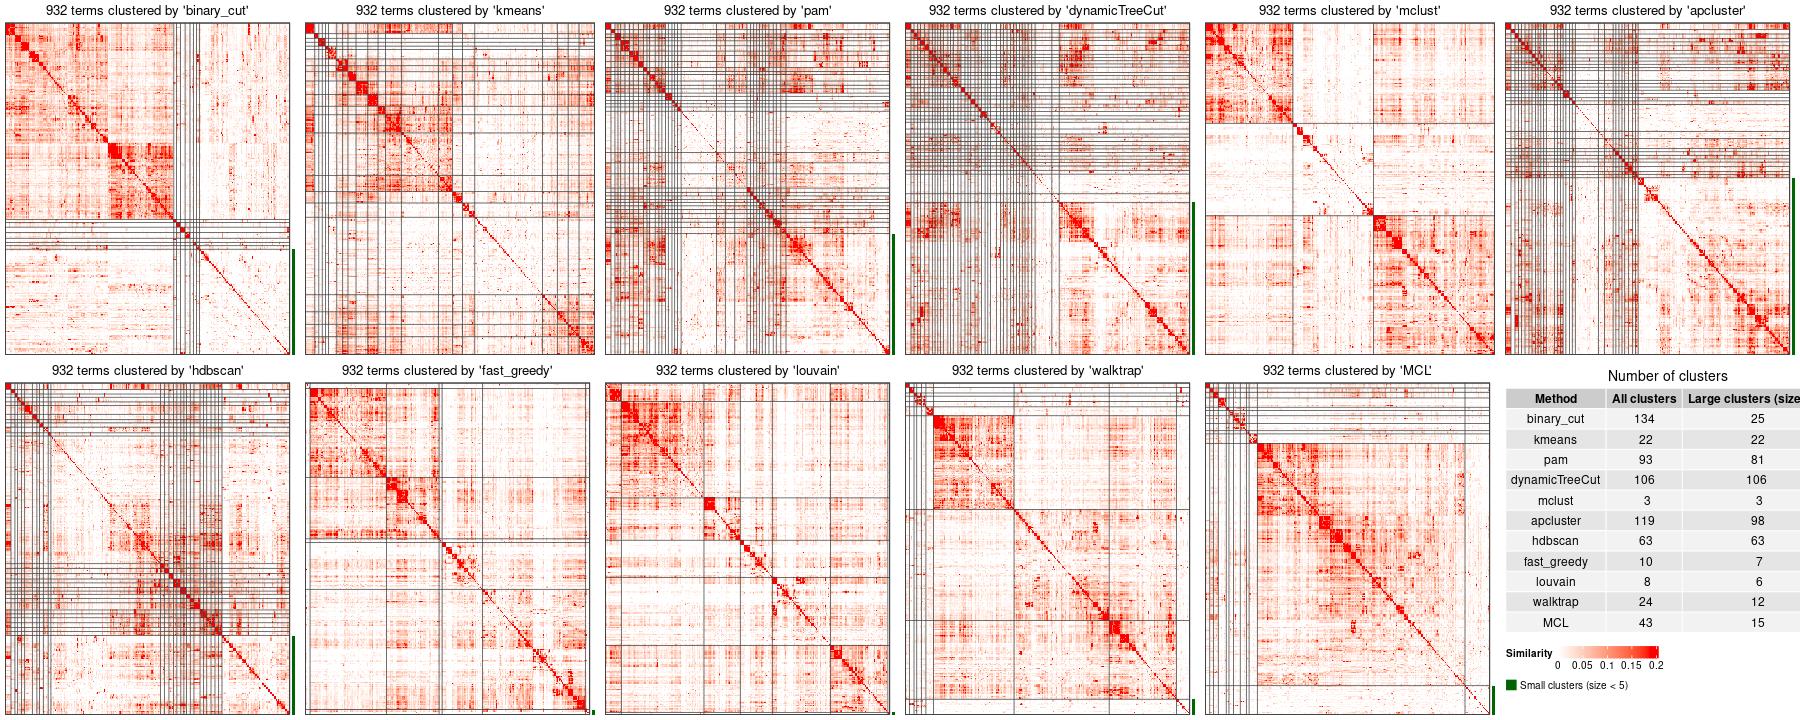 932 terms clustered by 'binary_cut'
932 terms clustered by 'kmeans'
932 terms clustered by 'pam'
932 terms clustered by 'dynamicTreeCut'
932 terms clustered by 'mclust'
932 terms clustered by 'apcluster'
932 terms clustered by 'hdbscan'
932 terms clustered by 'fast_greedy'
932 terms clustered by 'louvain'
932 terms clustered by 'walktrap'
932 terms clustered by 'MCL'
Number of clusters
Method All clusters Large clusters (size
binary_cut 134 25
kmeans 22 22
pam 93 81
dynamicTreeCut 106 106
mclust 3 3
apcluster 119 98
hdbscan 63 63
fast_greedy 10 7
louvain 8 6
walktrap 24 12
MCL 43 15
Similarity
0 0.05 0.1 0.15 0.2
Small clusters (size < 5)